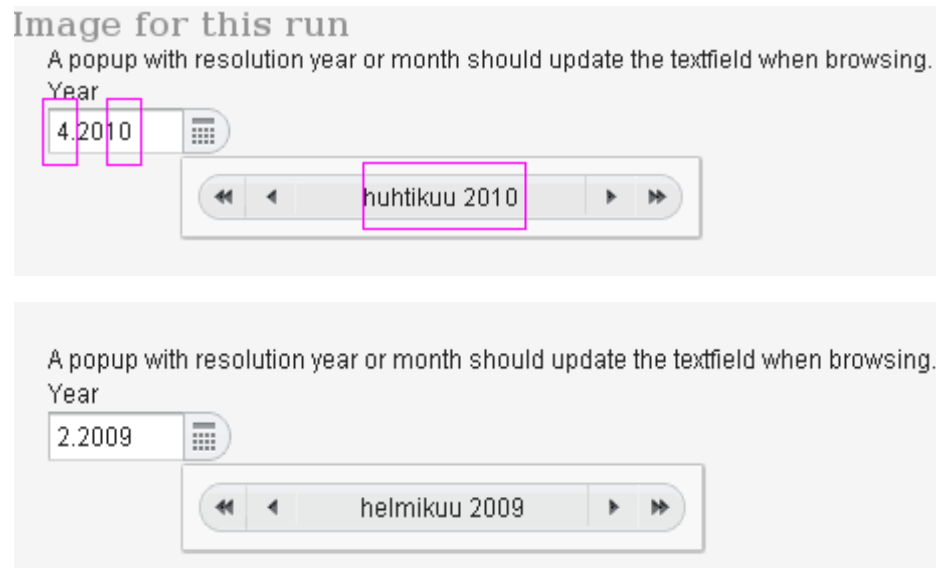 Image for this run
A popup with resolution year or month should update the textfield when browsing.
Year
4.2010
huhtikuu 2010
A popup with resolution year or month should update the textfield when browsing.
Year
2.2009
helmikuu 2009